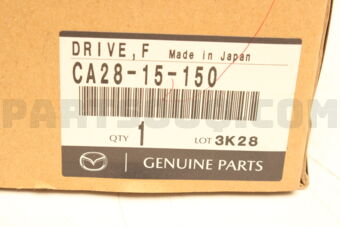 DRIVE,F Made in Japan
CA28-15-150
QTY 1 LOT 3K28
GENUINE PARTS